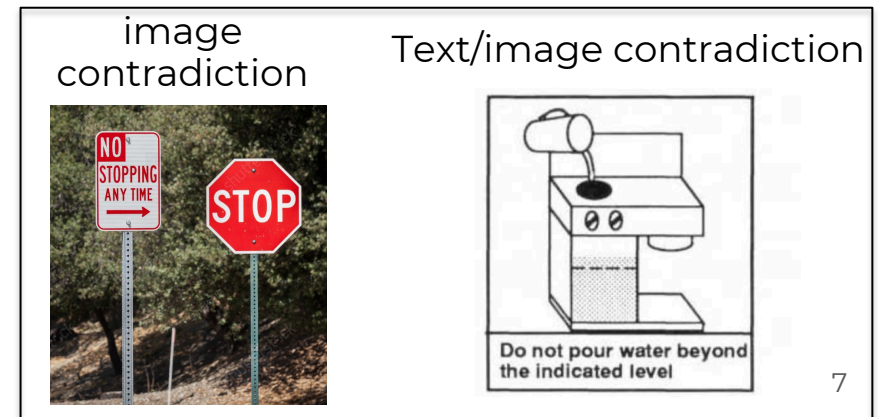 image
contradiction
Text/image contradiction
NO
STOPPING
ANY TIME
STOP
Do not pour water beyond
the indicated level
7